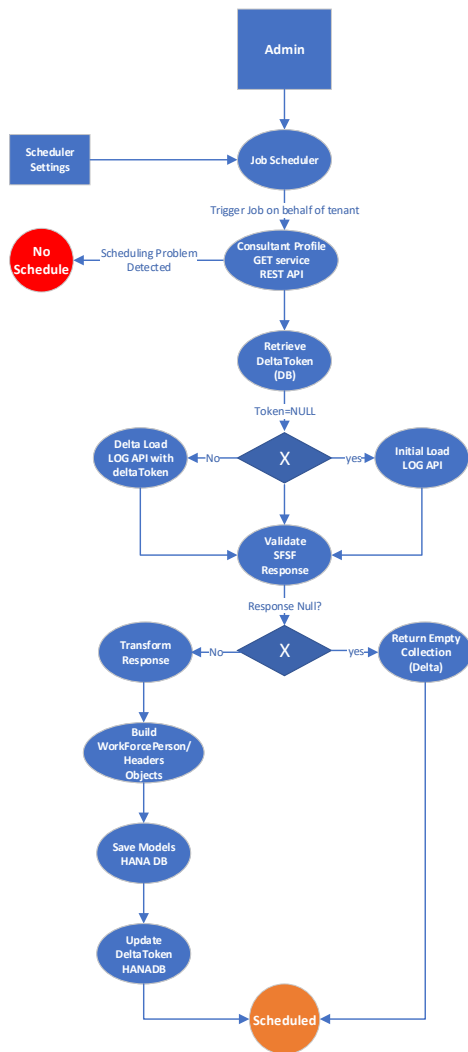 Admin
Scheduler
Settings
Job Scheduler
Trigger Job on behalf of tenant
No
Schedule
Scheduling Problem
Detected
Consultant Profile
GET service
REST API
Retrieve
DeltaToken
(DB)
Token=NULL
Delta Load
LOG API with
deltaToken
No
X
yes
Initial Load
LOG API
Validate
SFSF
Response
Response Null?
Transform
Response
No
X
yes
Return Empty
Collection
(Delta)
Build
WorkForcePerson/
Headers
Objects
Save Models
HANA DB
Update
DeltaToken
HANADB
Scheduled